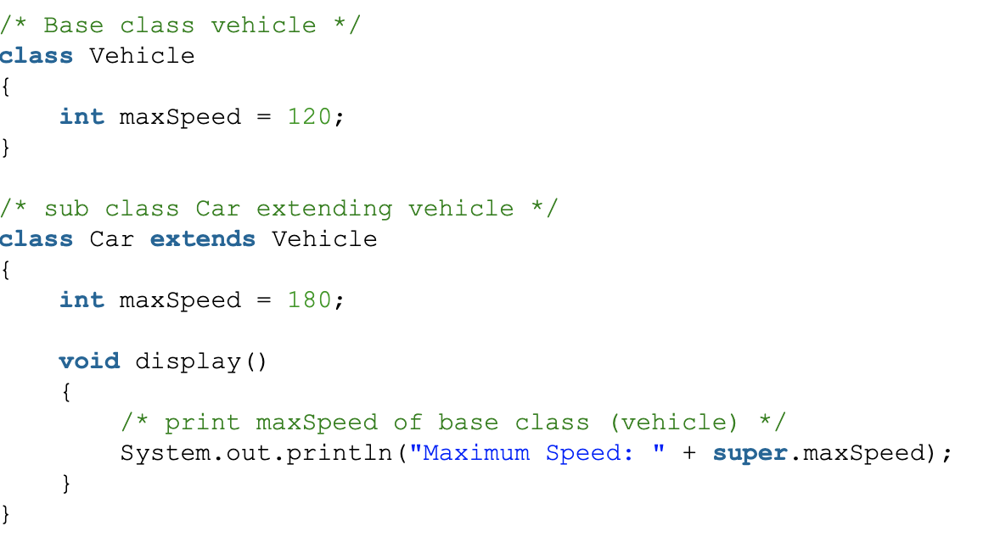 /* Base class vehicle */
class Vehicle
{
    int maxSpeed = 120;
}

/* sub class Car extending vehicle */
class Car extends Vehicle
{
    int maxSpeed = 180;

    void display()
    {
        /* print maxSpeed of base class (vehicle) */
        System.out.println("Maximum Speed: " + super.maxSpeed);
    }
}